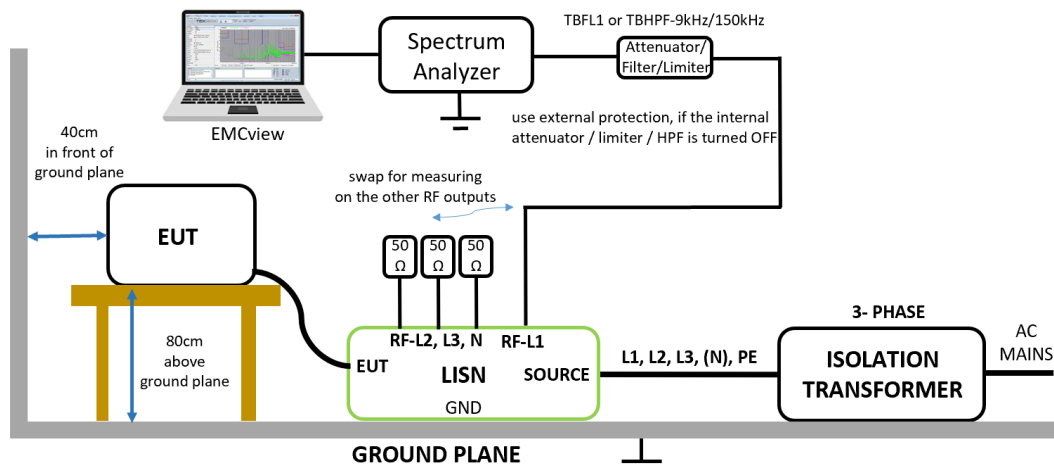 TBFL1 or TBHPF-9kHz/150kHz
Spectrum
Analyzer
Attenuator/
Filter/Limiter
EMCview
use external protection, if the internal
attenuator / limiter / HPF is turned OFF
40cm
in front of
ground plane
swap for measuring
on the other RF outputs
EUT
50
Ω
50
Ω
50
Ω
80cm
above
ground plane
RF-L2, L3, N
RF-L1
EUT
LISN
SOURCE
GND
L1, L2, L3, (N), PE
3- PHASE
ISOLATION
TRANSFORMER
AC
MAINS
GROUND PLANE